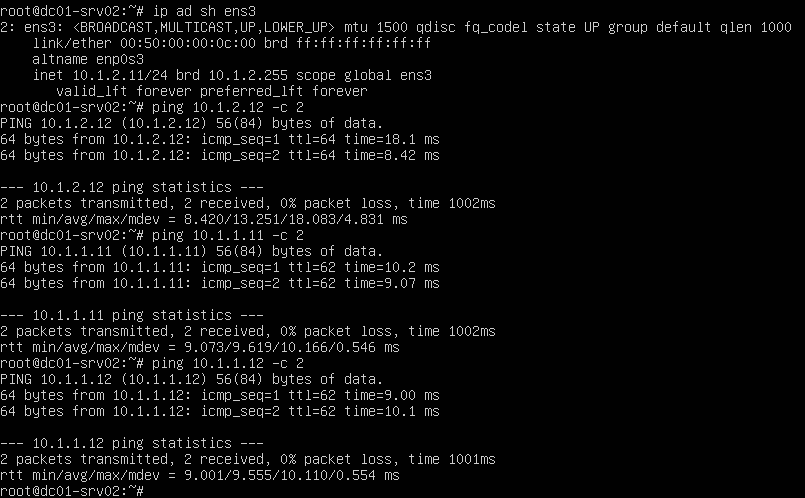 root@dc01-srv02:~# ip ad sh ens3
2: ens3: <BROADCAST,MULTICAST,UP,LOWER_UP> mtu 1500 qdisc fq_codel state UP group default qlen 1000
    link/ether 00:50:00:00:0c:00 brd ff:ff:ff:ff:ff:ff
    altname enp0s3
    inet 10.1.2.11/24 brd 10.1.2.255 scope global ens3
       valid_lft forever preferred_lft forever
root@dc01-srv02:~# ping 10.1.2.12 -c 2
PING 10.1.2.12 (10.1.2.12) 56(84) bytes of data.
64 bytes from 10.1.2.12: icmp_seq=1 ttl=64 time=18.1 ms
64 bytes from 10.1.2.12: icmp_seq=2 ttl=64 time=8.42 ms

--- 10.1.2.12 ping statistics ---
2 packets transmitted, 2 received, 0% packet loss, time 1002ms
rtt min/avg/max/mdev = 8.420/13.251/18.083/4.831 ms
root@dc01-srv02:~# ping 10.1.1.11 -c 2
PING 10.1.1.11 (10.1.1.11) 56(84) bytes of data.
64 bytes from 10.1.1.11: icmp_seq=1 ttl=62 time=10.2 ms
64 bytes from 10.1.1.11: icmp_seq=2 ttl=62 time=9.07 ms

--- 10.1.1.11 ping statistics ---
2 packets transmitted, 2 received, 0% packet loss, time 1002ms
rtt min/avg/max/mdev = 9.073/9.619/10.166/0.546 ms
root@dc01-srv02:~# ping 10.1.1.12 -c 2
PING 10.1.1.12 (10.1.1.12) 56(84) bytes of data.
64 bytes from 10.1.1.12: icmp_seq=1 ttl=62 time=9.00 ms
64 bytes from 10.1.1.12: icmp_seq=2 ttl=62 time=10.1 ms

--- 10.1.1.12 ping statistics ---
2 packets transmitted, 2 received, 0% packet loss, time 1001ms
rtt min/avg/max/mdev = 9.001/9.555/10.110/0.554 ms
root@dc01-srv02:~#